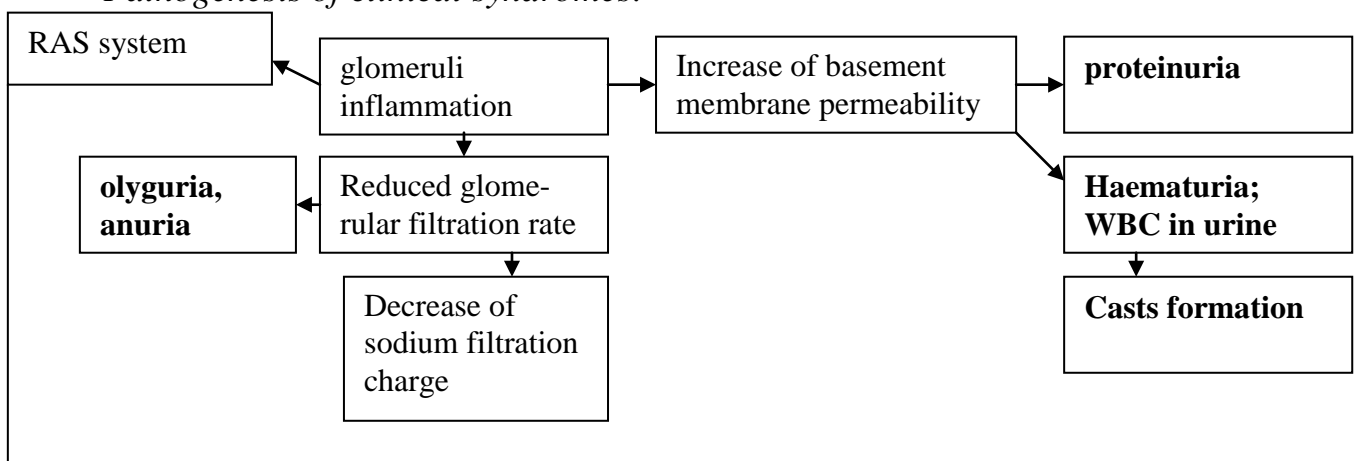 Pathogenesis of clinical syndromes:
RAS system
glomeruli
inflammation
Increase of basement
membrane permeability
proteinuria
olyguria,
anuria
Reduced glome-
rular filtration rate
Haematuria;
WBC in urine
Decrease of
sodium filtration
charge
Casts formation